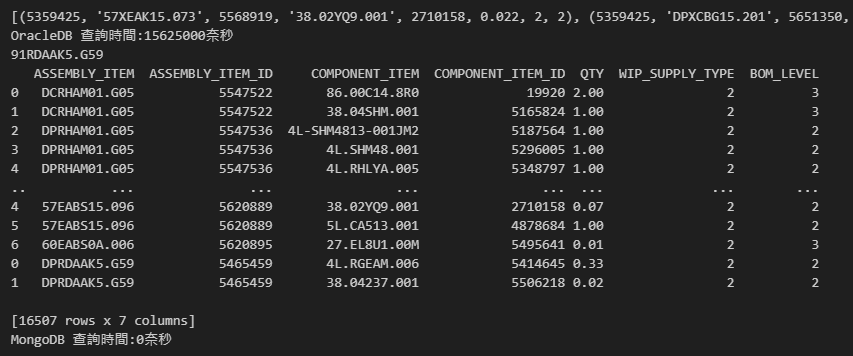 [(5359425, '57XEAK15.073', 5568919, '38.02YQ9.001', 2710158, 0.022, 2, 2), (5359425, 'DPXCBG15.201', 5651350,
OracleDB 查詢時間:15625000奈秒
91RDAAK5.G59
ASSEMBLY_ITEM ASSEMBLY_ITEM_ID COMPONENT_ITEM COMPONENT_ITEM_ID QTY WIP_SUPPLY_TYPE BOM_LEVEL
0 DCRHAM01.G05 5547522 86.00C14.8R0 19920 2.00 2 3
1 DCRHAM01.G05 5547522 38.04SHM.001 5165824 1.00 2 3
2 DPRHAM01.G05 5547536 4L-SHM4813-001JM2 5187564 1.00 2 2
3 DPRHAM01.G05 5547536 4L.SHM48.001 5296005 1.00 2 2
4 DPRHAM01.G05 5547536 4L.RHLYA.005 5348797 1.00 2 2
.. ... ... ... ... ... ... ...
4 57EABS15.096 5620889 38.02YQ9.001 2710158 0.07 2 2
5 57EABS15.096 5620889 5L.CA513.001 4878684 1.00 2 2
6 60EABS0A.006 5620895 27.EL8U1.00M 5495641 0.01 2 3
0 DPRDAAK5.G59 5465459 4L.RGEAM.006 5414645 0.33 2 2
1 DPRDAAK5.G59 5465459 38.04237.001 5506218 0.02 2 2
[16507 rows x 7 columns]
MongoDB 查詢時間:0奈秒